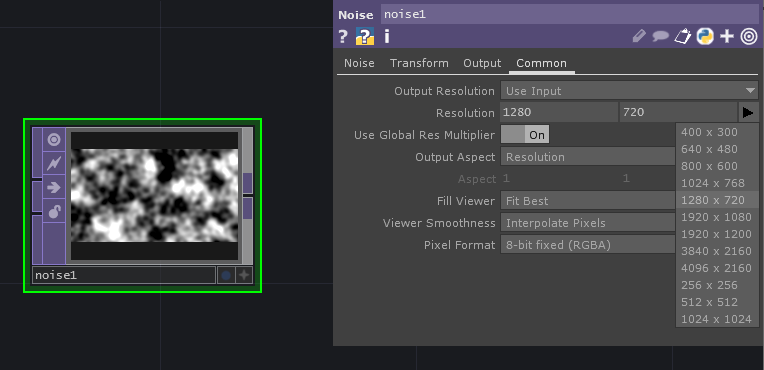 Noise noise1
? ? i
Noise Transform Output Common
Output Resolution Use Input
Resolution 1280 720
Use Global Res Multiplier On
Output Aspect Resolution
Aspect 1 1
Fill Viewer Fit Best
Viewer Smoothness Interpolate Pixels
Pixel Format 8-bit fixed (RGBA)
400 x 300
640 x 480
800 x 600
1024 x 768
1280 x 720
1920 x 1080
1920 x 1200
3840 x 2160
4096 x 2160
256 x 256
512 x 512
1024 x 1024
noise1